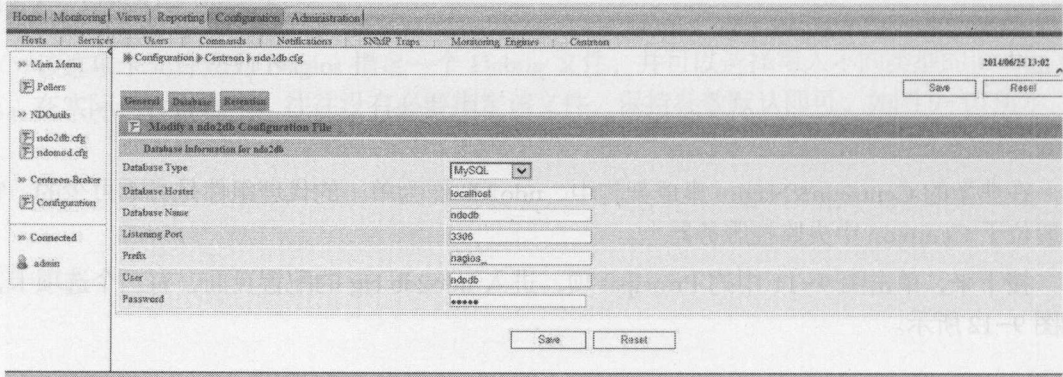 Home | Monitoring | Views | Reporting | Configuration | Administration |
Hosts | Services | Users | Commands | Notifications | SNMP Traps | Monitoring Engines | Centreon
Main Menu
Pollers
NDOutils
ndo2db.cfg
ndomod.cfg
Centreon-Broker
Configuration
Connected
admin
Configuration Centreon ndo2db.cfg
2014/06/25 13:02
Save Reset
General Database Retention
Modify a ndo2db Configuration File
Database information for ndo2db
Database Type MySQL
Database Hoster localhost
Database Name ndodb
Listening Port 3306
Prefix nagios_
User ndodb
Password •••••
Save Reset